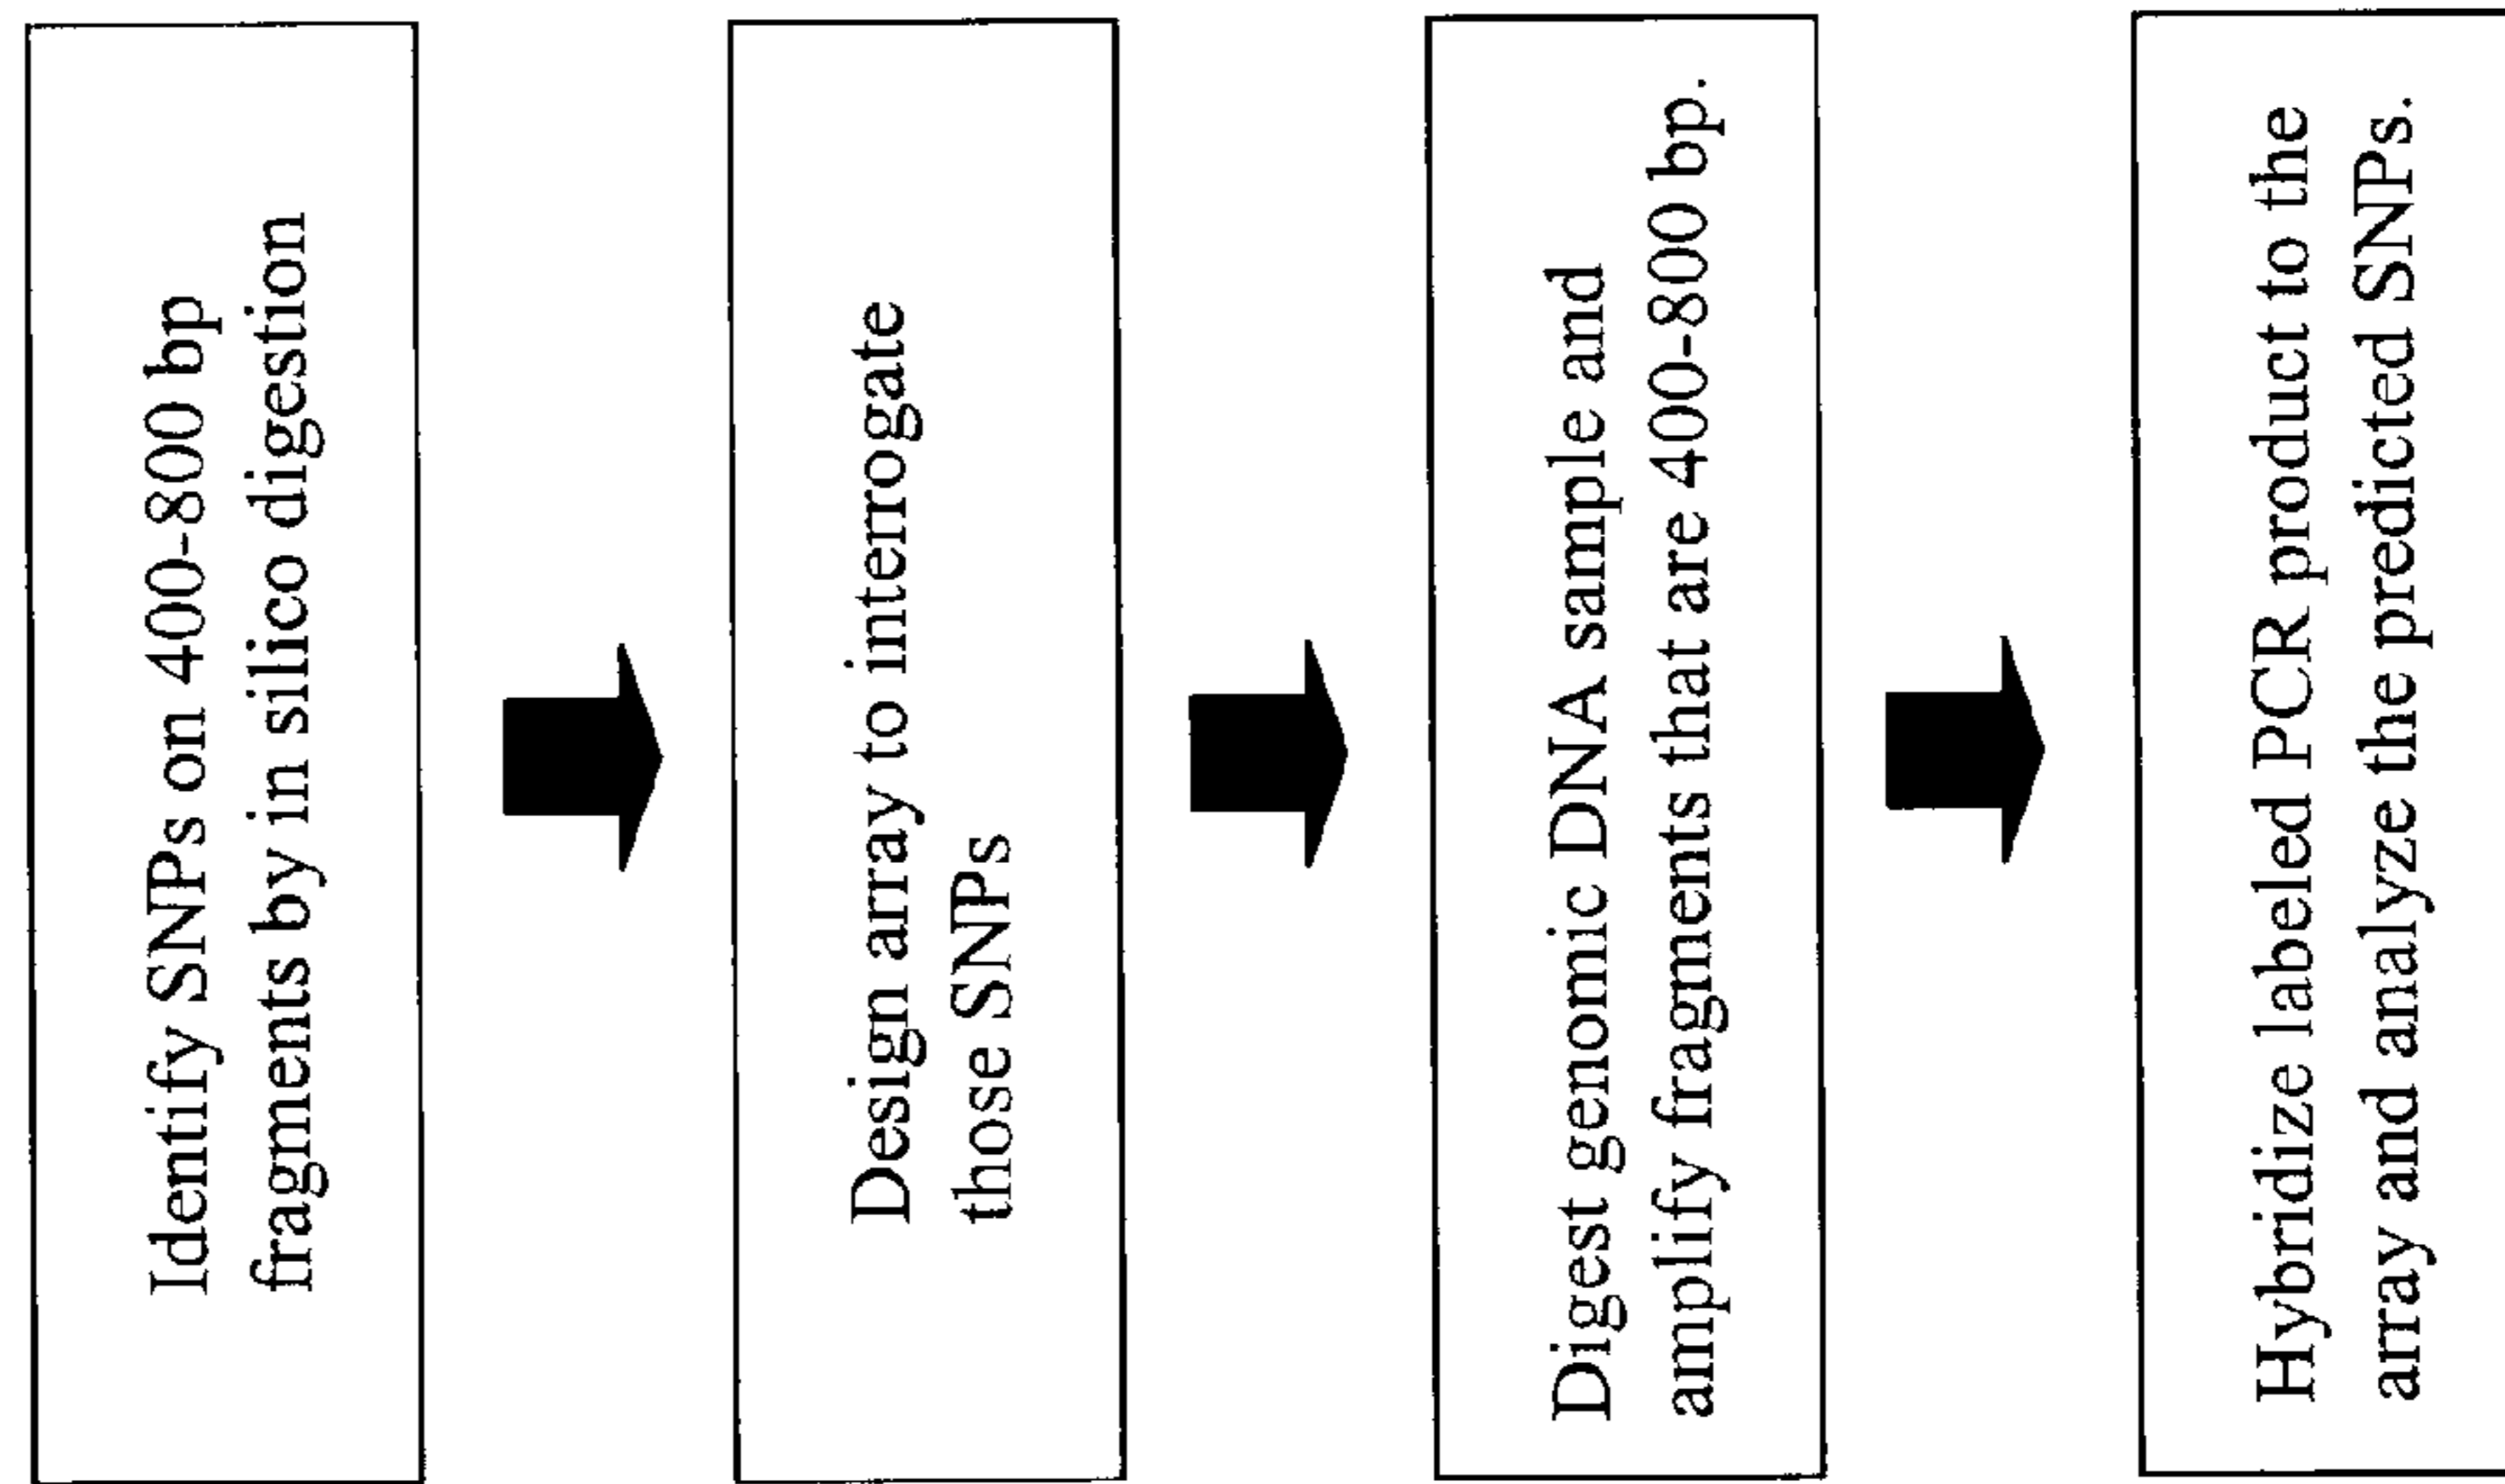 Identify SNPs on 400-800 bp
fragments by in silico digestion
Design array to interrogate
those SNPs
Digest genomic DNA sample and
amplify fragments that are 400-800 bp.
Hybridize labeled PCR product to the
array and analyze the predicted SNPs.